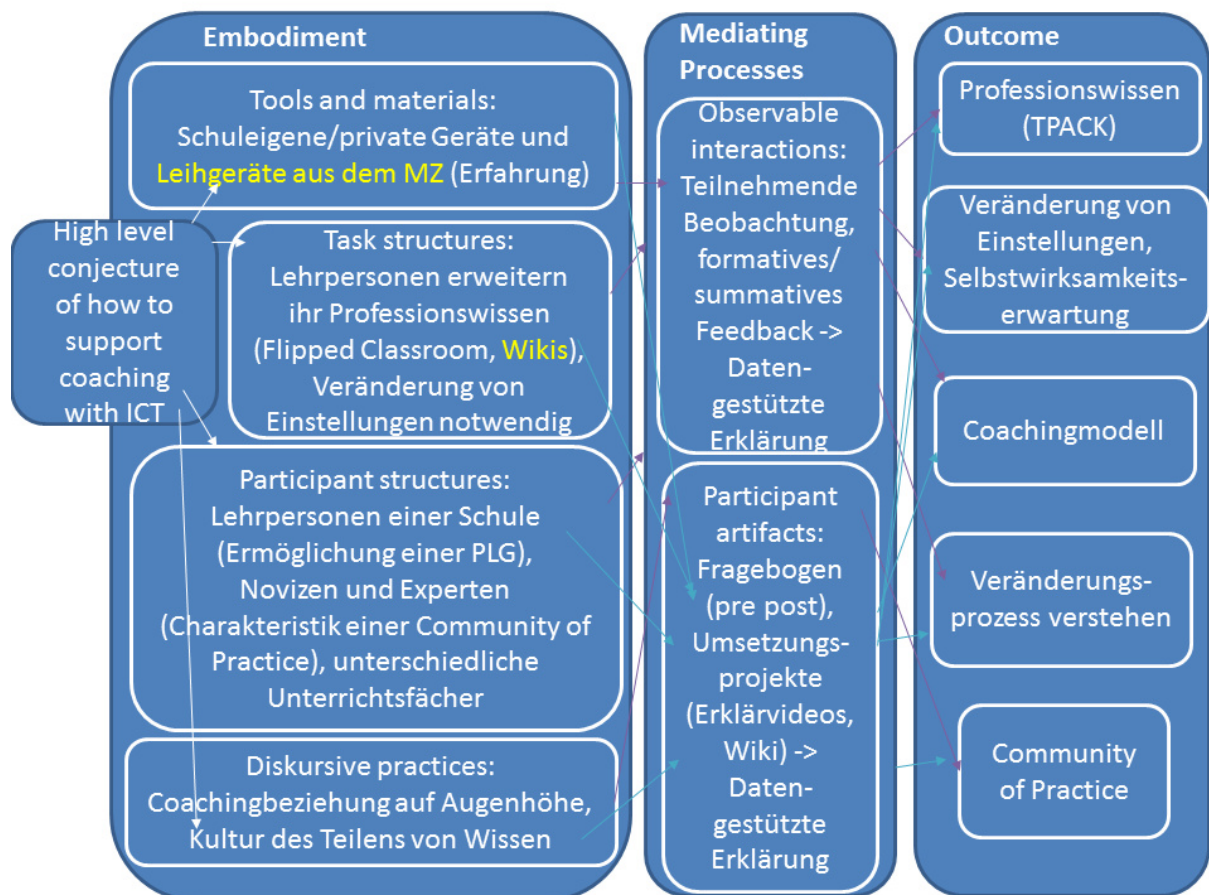 High level
conjecture
of how to
support
coaching
with ICT
Embodiment
Tools and materials:
Schuleigene/private Geräte und
Leihgeräte aus dem MZ (Erfahrung)
Task structures:
Lehrpersonen erweitern
ihr Professionswissen
(Flipped Classroom, Wikis),
Veränderung von
Einstellungen notwendig
Participant structures:
Lehrpersonen einer Schule
(Ermöglichung einer PLG),
Novizen und Experten
(Charakteristik einer Community of
Practice), unterschiedliche
Unterrichtsfächer
Diskursive practices:
Coachingbeziehung auf Augenhöhe,
Kultur des Teilens von Wissen
Mediating
Processes
Observable
interactions:
Teilnehmende
Beobachtung,
formatives/
summatives
Feedback ->
Daten-
gestützte
Erklärung
Participant
artifacts:
Fragebogen
(pre post),
Umsetzungs-
projekte
(Erklärvideos,
Wiki) ->
Daten-
gestützte
Erklärung
Outcome
Professionswissen
(TPACK)
Veränderung von
Einstellungen,
Selbstwirksamkeits-
erwartung
Coachingmodell
Veränderungs-
prozess verstehen
Community
of Practice